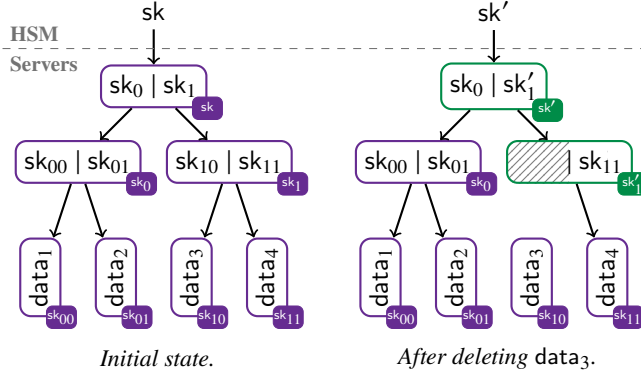 sk sk′
HSM
Servers
sk₀ | sk₁ sk₀ | sk′₁
sk sk′
sk₀₀ | sk₀₁ sk₁₀ | sk₁₁ sk₀₀ | sk₀₁ | sk₁₁
sk₀ sk₁ sk₀ sk′₁
data₁ data₂ data₃ data₄ data₁ data₂ data₃ data₄
sk₀₀ sk₀₁ sk₁₀ sk₁₁ sk₀₀ sk₀₁ sk₁₀ sk₁₁
Initial state. After deleting data₃.